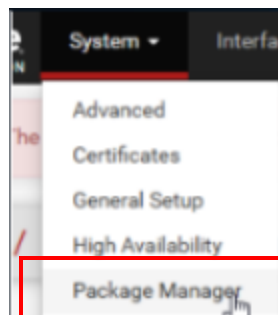 System Interfa
Advanced
The
Certificates
General Setup
High Availability
/
Package Manager